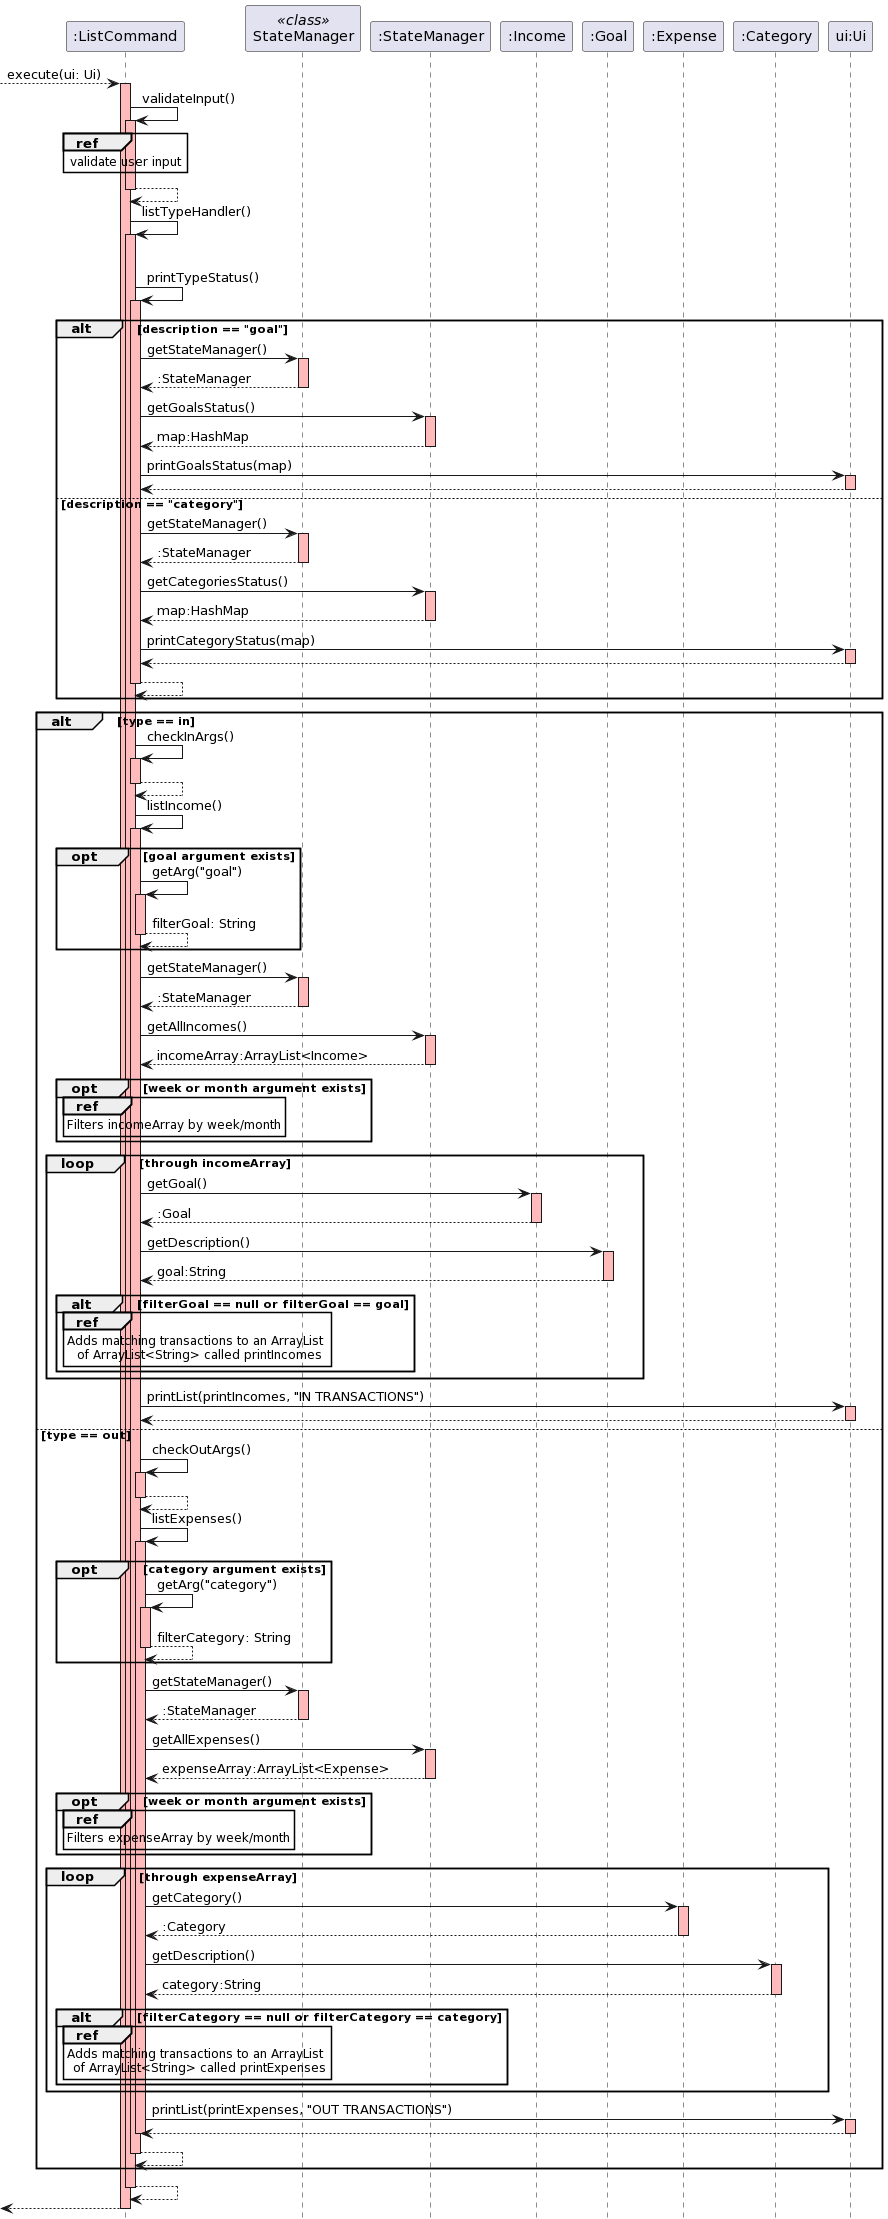 :ListCommand
«class»
StateManager
:StateManager
:Income
:Goal
:Expense
:Category
ui:Ui
execute(ui: Ui)
validateInput()
ref
validate user input
listTypeHandler()
printTypeStatus()
alt [description == "goal"]
getStateManager()
:StateManager
getGoalsStatus()
map:HashMap
printGoalsStatus(map)
[description == "category"]
getStateManager()
:StateManager
getCategoriesStatus()
map:HashMap
printCategoryStatus(map)
alt [type == in]
checkInArgs()
listIncome()
opt [goal argument exists]
getArg("goal")
filterGoal: String
getStateManager()
:StateManager
getAllIncomes()
incomeArray:ArrayList<Income>
opt [week or month argument exists]
ref
Filters incomeArray by week/month
loop [through incomeArray]
getGoal()
:Goal
getDescription()
goal:String
alt [filterGoal == null or filterGoal == goal]
ref
Adds matching transactions to an ArrayList
of ArrayList<String> called printIncomes
printList(printIncomes, "IN TRANSACTIONS")
[type == out]
checkOutArgs()
listExpenses()
opt [category argument exists]
getArg("category")
filterCategory: String
getStateManager()
:StateManager
getAllExpenses()
expenseArray:ArrayList<Expense>
opt [week or month argument exists]
ref
Filters expenseArray by week/month
loop [through expenseArray]
getCategory()
:Category
getDescription()
category:String
alt [filterCategory == null or filterCategory == category]
ref
Adds matching transactions to an ArrayList
of ArrayList<String> called printExpenses
printList(printExpenses, "OUT TRANSACTIONS")